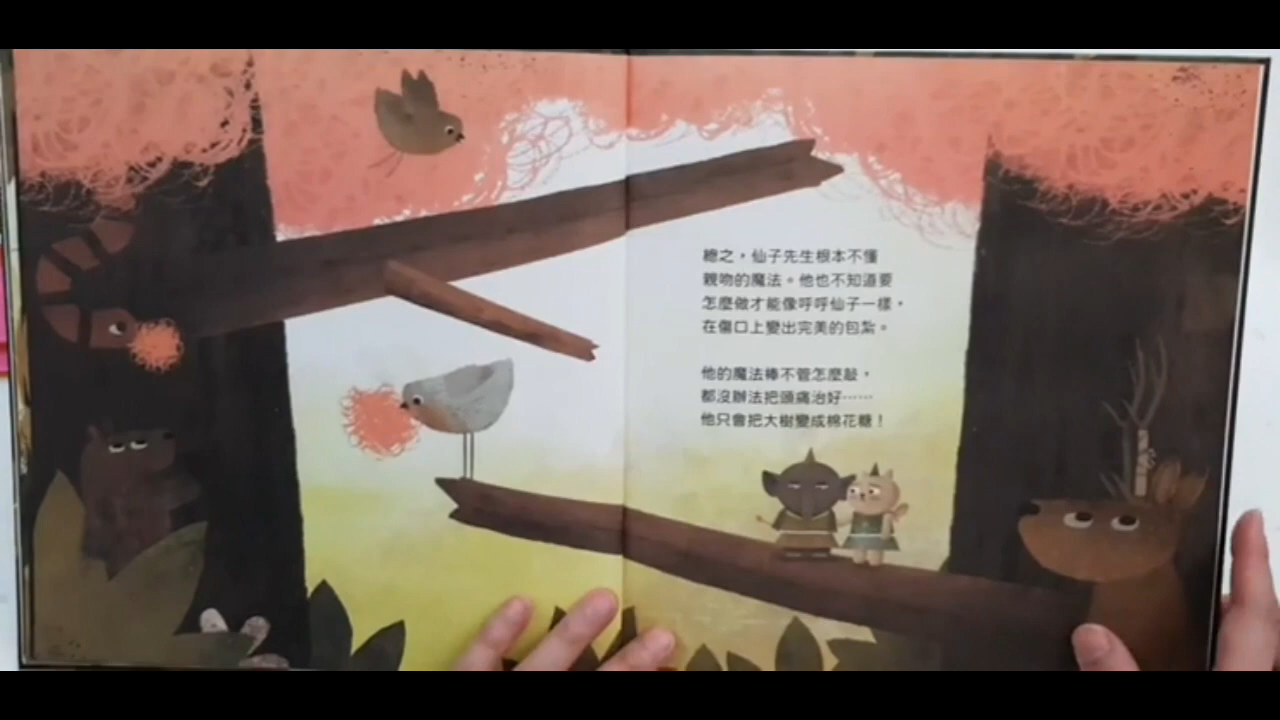 總之，仙子先生根本不懂
親吻的魔法。他也不知道要
怎麼做才能像呼呼仙子一樣，
在傷口上變出完美的包紮。
他的魔法棒不管怎麼敲，
都沒辦法把頭痛治好……
他只會把大樹變成棉花糖！